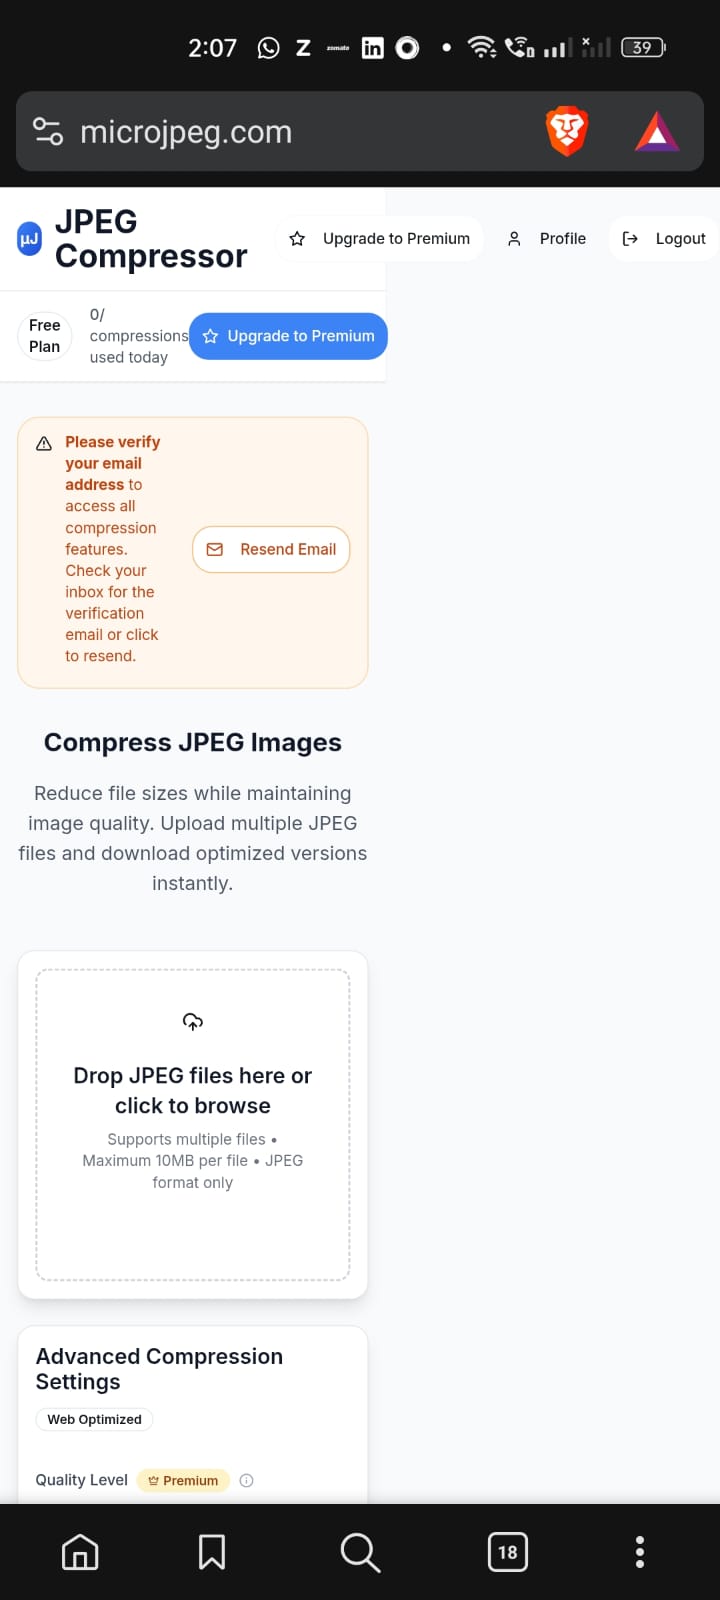 2:07 Z zomato in 39
microjpeg.com
µJ JPEG
Compressor
Upgrade to Premium Profile Logout
Free
Plan
0/
compressions
used today
Upgrade to Premium
Please verify
your email
address to
access all
compression
features.
Check your
inbox for the
verification
email or click
to resend.
Resend Email
Compress JPEG Images
Reduce file sizes while maintaining
image quality. Upload multiple JPEG
files and download optimized versions
instantly.
Drop JPEG files here or
click to browse
Supports multiple files •
Maximum 10MB per file • JPEG
format only
Advanced Compression
Settings
Web Optimized
Quality Level Premium
18